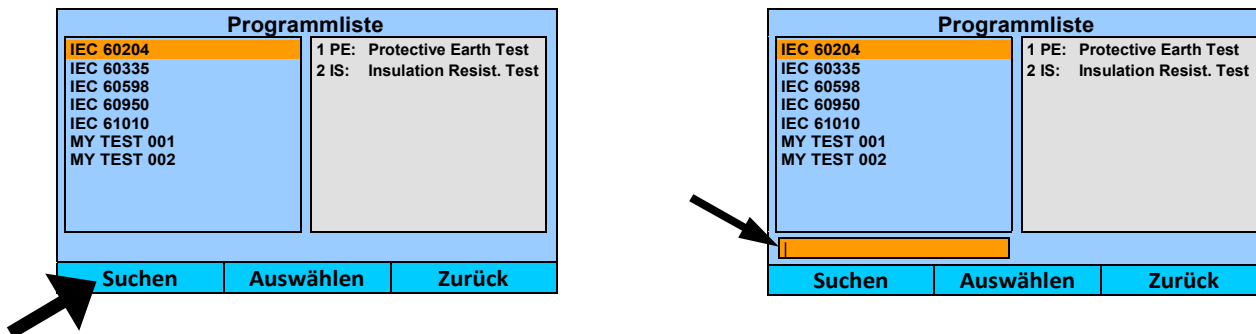 Programmliste
IEC 60204
IEC 60335
IEC 60598
IEC 60950
IEC 61010
MY TEST 001
MY TEST 002
1 PE: Protective Earth Test
2 IS: Insulation Resist. Test
Suchen Auswählen Zurück
Programmliste
IEC 60204
IEC 60335
IEC 60598
IEC 60950
IEC 61010
MY TEST 001
MY TEST 002
1 PE: Protective Earth Test
2 IS: Insulation Resist. Test
Suchen Auswählen Zurück